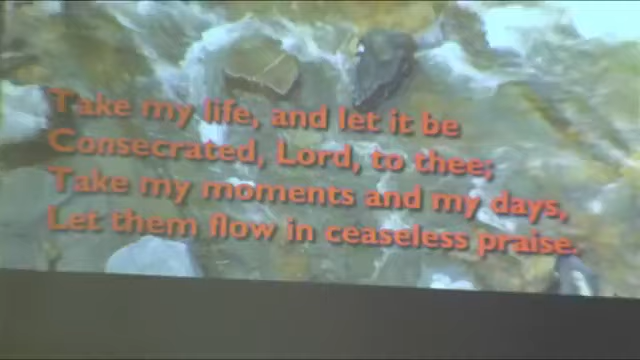 Take my life, and let it be
Consecrated, Lord, to thee;
Take my moments and my days,
Let them flow in ceaseless praise.